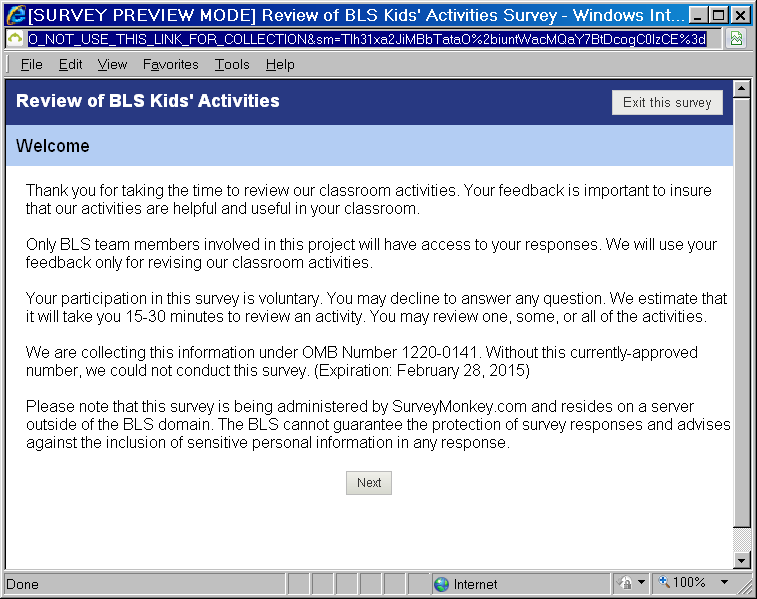 [SURVEY PREVIEW MODE] Review of BLS Kids' Activities Survey - Windows Int...
O_NOT_USE_THIS_LINK_FOR_COLLECTION&sm=
File Edit View Favorites Tools Help
Review of BLS Kids' Activities
Exit this survey
Welcome
Thank you for taking the time to review our classroom activities. Your feedback is important to insure
that our activities are helpful and useful in your classroom.
Only BLS team members involved in this project will have access to your responses. We will use your
feedback only for revising our classroom activities.
Your participation in this survey is voluntary. You may decline to answer any question. We estimate that
it will take you 15-30 minutes to review an activity. You may review one, some, or all of the activities.
We are collecting this information under OMB Number 1220-0141. Without this currently-approved
number, we could not conduct this survey. (Expiration: February 28, 2015)
Please note that this survey is being administered by SurveyMonkey.com and resides on a server
outside of the BLS domain. The BLS cannot guarantee the protection of survey responses and advises
against the inclusion of sensitive personal information in any response.
Next
Done
Internet
100%